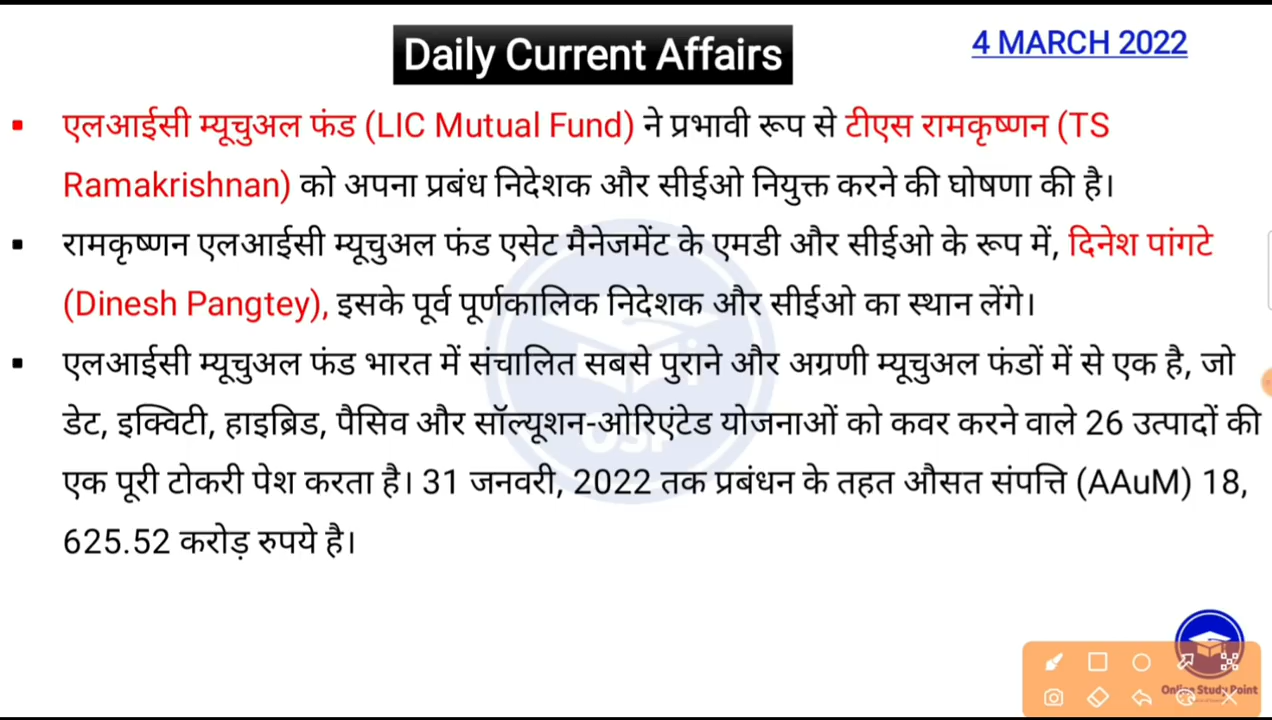 Daily Current Affairs
4 MARCH 2022
▪ एलआईसी म्यूचुअल फंड (LIC Mutual Fund) ने प्रभावी रूप से टीएस रामकृष्णन (TS
Ramakrishnan) को अपना प्रबंध निदेशक और सीईओ नियुक्त करने की घोषणा की है।
▪ रामकृष्णन एलआईसी म्यूचुअल फंड एसेट मैनेजमेंट के एमडी और सीईओ के रूप में, दिनेश पांगटे
(Dinesh Pangtey), इसके पूर्व पूर्णकालिक निदेशक और सीईओ का स्थान लेंगे।
▪ एलआईसी म्यूचुअल फंड भारत में संचालित सबसे पुराने और अग्रणी म्यूचुअल फंडों में से एक है, जो
डेट, इक्विटी, हाइब्रिड, पैसिव और सॉल्यूशन-ओरिएंटेड योजनाओं को कवर करने वाले 26 उत्पादों की
एक पूरी टोकरी पेश करता है। 31 जनवरी, 2022 तक प्रबंधन के तहत औसत संपत्ति (AAuM) 18,
625.52 करोड़ रुपये है।
OSP
Online Study Point